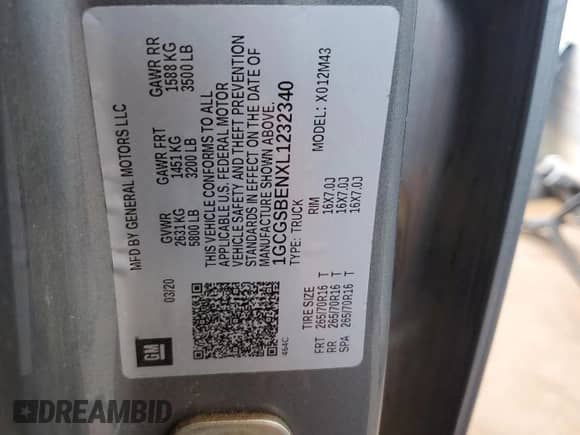 MFD BY GENERAL MOTORS LLC
03/20
GVWR
2631 KG
5800 LB
GAWR FRT
1451 KG
3200 LB
GAWR RR
1588 KG
3500 LB
THIS VEHICLE CONFORMS TO ALL
APPLICABLE U.S. FEDERAL MOTOR
VEHICLE SAFETY AND THEFT PREVENTION
STANDARDS IN EFFECT ON THE DATE OF
MANUFACTURE SHOWN ABOVE.
1GCGSBENXL1232340
TYPE: TRUCK
MODEL: X012M43
TIRE SIZE RIM
FRT 265/70R16 T 16X7.0J
RR 265/70R16 T 16X7.0J
SPA 265/70R16 T 16X7.0J
464C
GM
DREAMBID